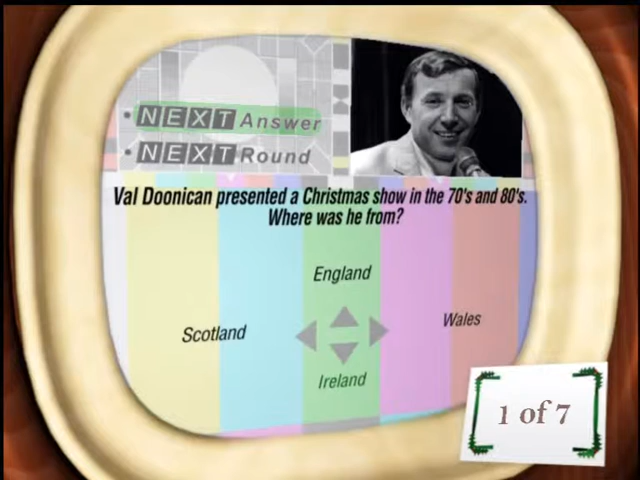 • NEXT Answer
• NEXT Round
Val Doonican presented a Christmas show in the 70's and 80's.
Where was he from?
England
Scotland
Wales
Ireland
1 of 7